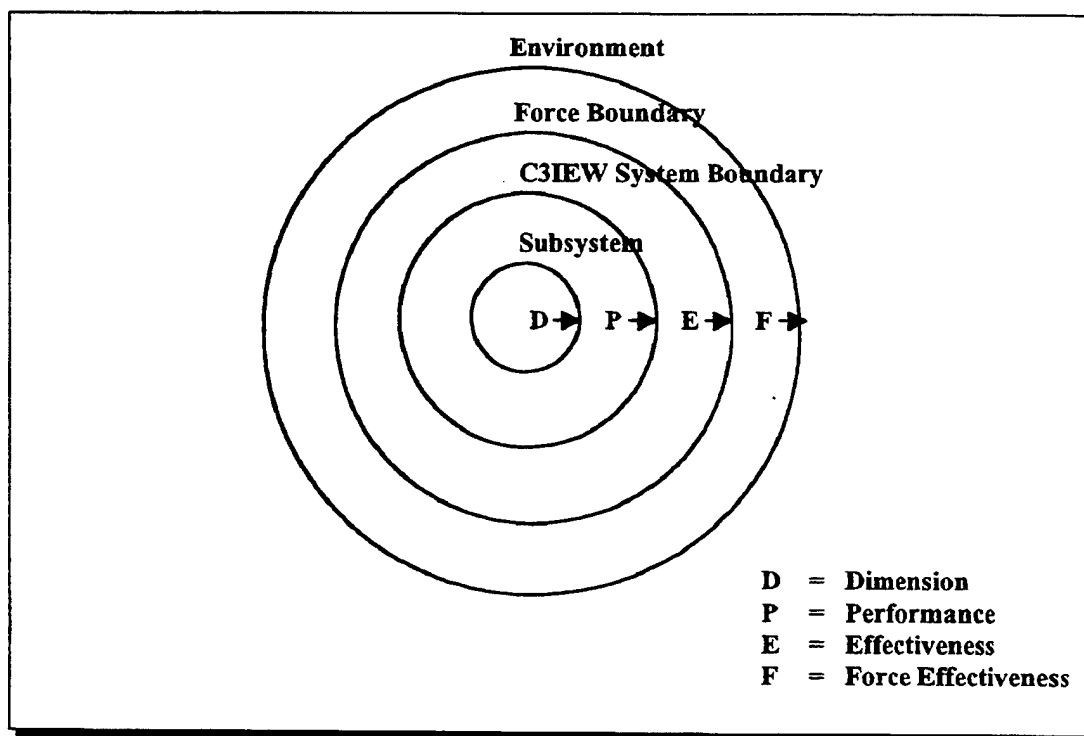 Environment
Force Boundary
C3IEW System Boundary
Subsystem
D P E F
D = Dimension
P = Performance
E = Effectiveness
F = Force Effectiveness